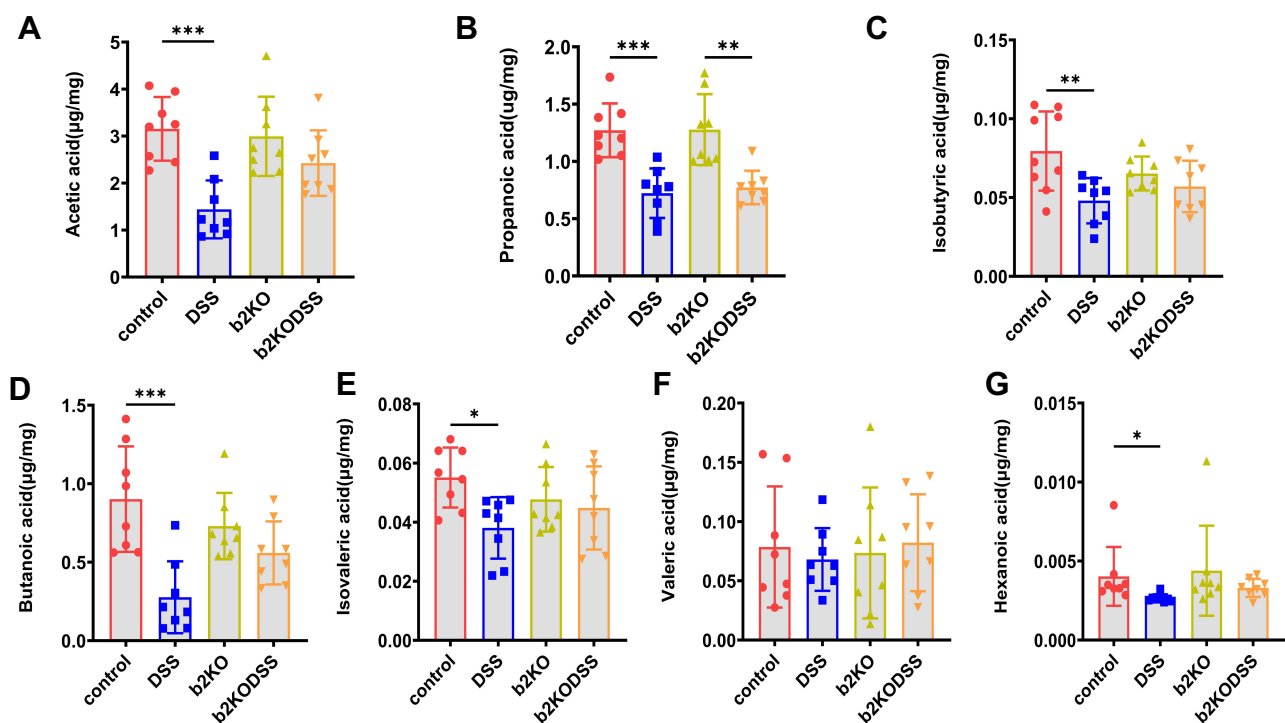 A
Acetic acid(µg/mg)
5
4
3
2
1
0
***
control
DSS
b2KO
b2KODSS
B
Propanoic acid(ug/mg)
2.0
1.5
1.0
0.5
0.0
***
**
control
DSS
b2KO
b2KODSS
C
Isobutyric acid(µg/mg)
0.15
0.10
0.05
0.00
**
control
DSS
b2KO
b2KODSS
D
Butanoic acid(µg/mg)
1.5
1.0
0.5
0.0
***
control
DSS
b2KO
b2KODSS
E
Isovaleric acid(µg/mg)
0.08
0.06
0.04
0.02
0.00
*
control
DSS
b2KO
b2KODSS
F
Valeric acid(µg/mg)
0.20
0.15
0.10
0.05
0.00
control
DSS
b2KO
b2KODSS
G
Hexanoic acid(µg/mg)
0.015
0.010
0.005
0.000
*
control
DSS
b2KO
b2KODSS